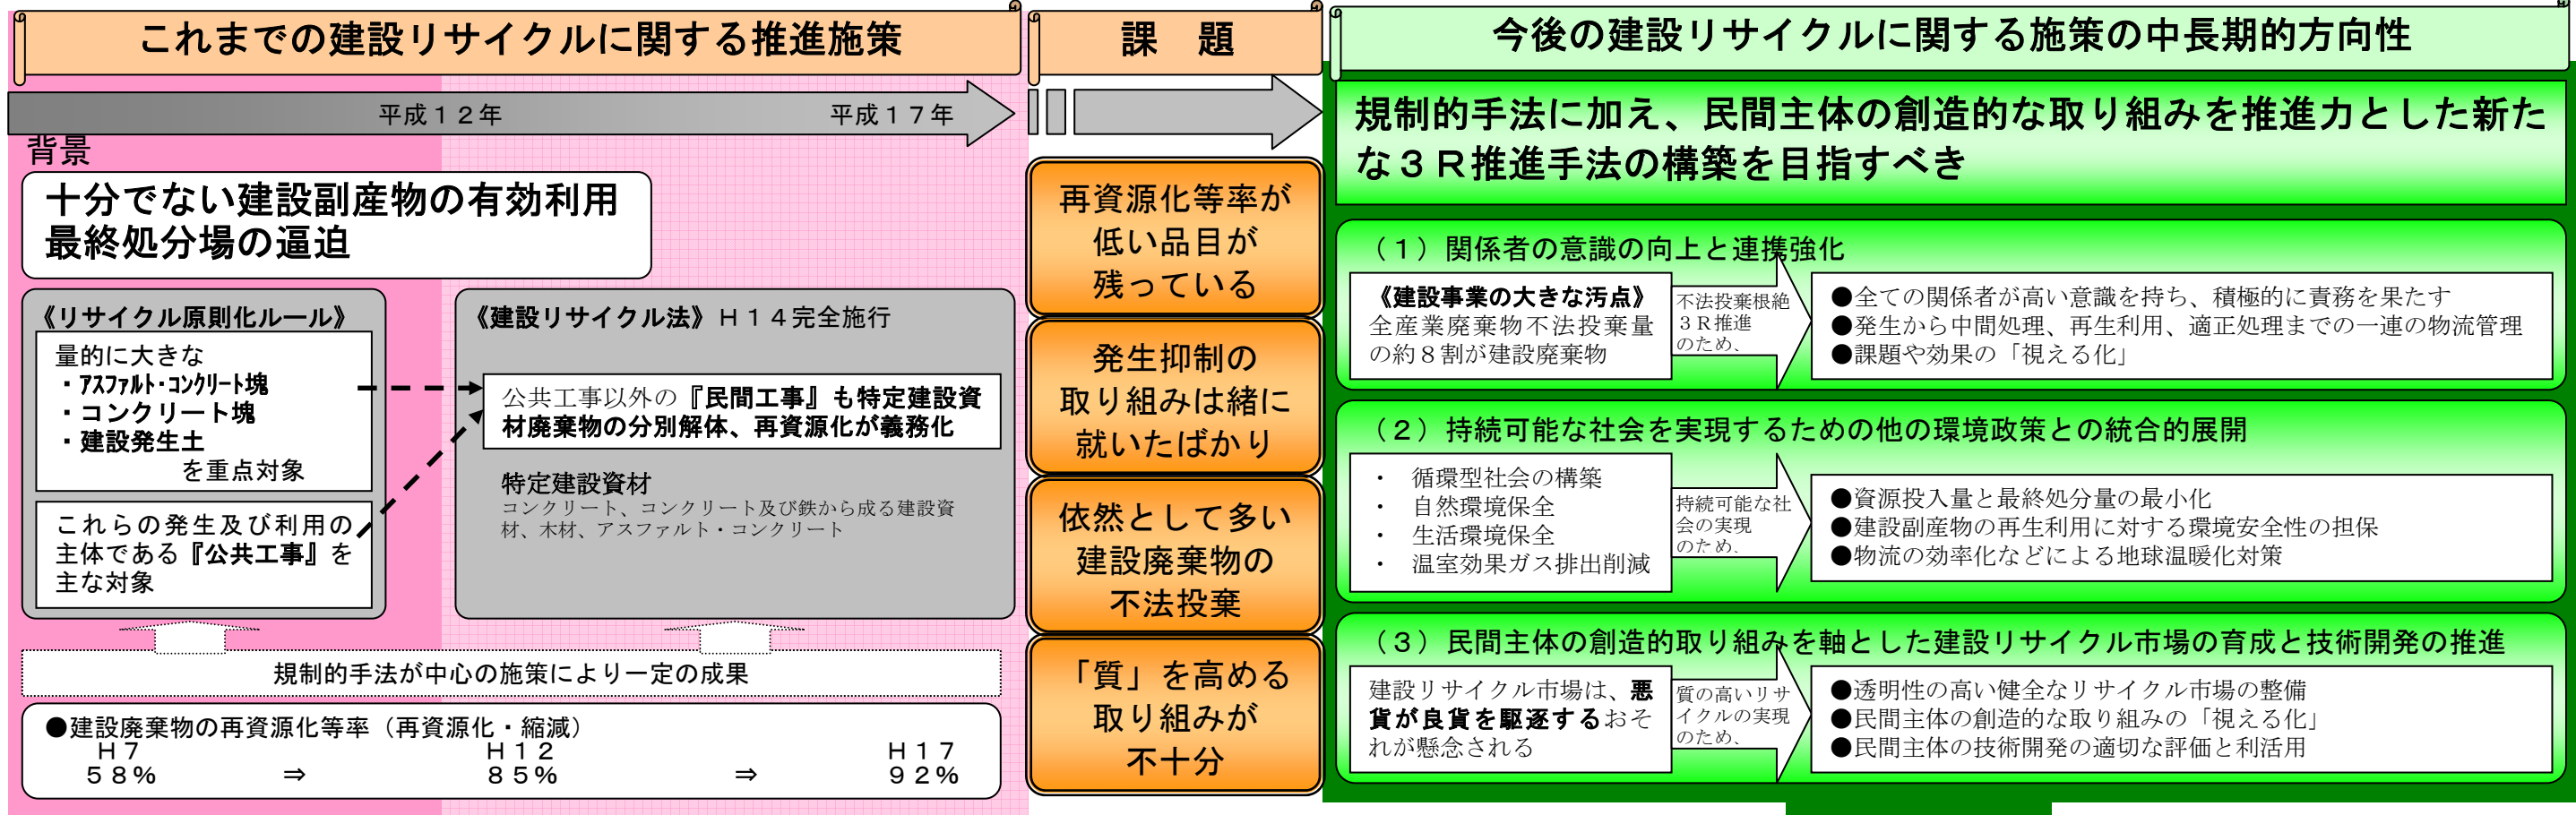 これまでの建設リサイクルに関する推進施策
平成１２年
平成１７年
背景
十分でない建設副産物の有効利用
最終処分場の逼迫
《リサイクル原則化ルール》
量的に大きな
・アスファルト・コンクリート塊
・コンクリート塊
・建設発生土
を重点対象
これらの発生及び利用の
主体である『公共工事』を
主な対象
《建設リサイクル法》Ｈ１４完全施行
公共工事以外の『民間工事』も特定建設資
材廃棄物の分別解体、再資源化が義務化
特定建設資材
コンクリート、コンクリート及び鉄から成る建設資
材、木材、アスファルト・コンクリート
規制的手法が中心の施策により一定の成果
●建設廃棄物の再資源化等率（再資源化・縮減）
Ｈ７ Ｈ１２ Ｈ１７
５８% ⇒ ８５% ⇒ ９２%
課　題
再資源化等率が
低い品目が
残っている
発生抑制の
取り組みは緒に
就いたばかり
依然として多い
建設廃棄物の
不法投棄
「質」を高める
取り組みが
不十分
今後の建設リサイクルに関する施策の中長期的方向性
規制的手法に加え、民間主体の創造的な取り組みを推進力とした新た
な３Ｒ推進手法の構築を目指すべき
（１）関係者の意識の向上と連携強化
《建設事業の大きな汚点》
全産業廃棄物不法投棄量
の約８割が建設廃棄物
不法投棄根絶
３Ｒ推進
のため、
●全ての関係者が高い意識を持ち、積極的に責務を果たす
●発生から中間処理、再生利用、適正処理までの一連の物流管理
●課題や効果の「視える化」
（２）持続可能な社会を実現するための他の環境政策との統合的展開
・　循環型社会の構築
・　自然環境保全
・　生活環境保全
・　温室効果ガス排出削減
持続可能な社
会の実現
のため、
●資源投入量と最終処分量の最小化
●建設副産物の再生利用に対する環境安全性の担保
●物流の効率化などによる地球温暖化対策
（３）民間主体の創造的取り組みを軸とした建設リサイクル市場の育成と技術開発の推進
建設リサイクル市場は、悪
貨が良貨を駆逐するおそ
れが懸念される
質の高いリサ
イクルの実現
のため、
●透明性の高い健全なリサイクル市場の整備
●民間主体の創造的な取り組みの「視える化」
●民間主体の技術開発の適切な評価と利活用